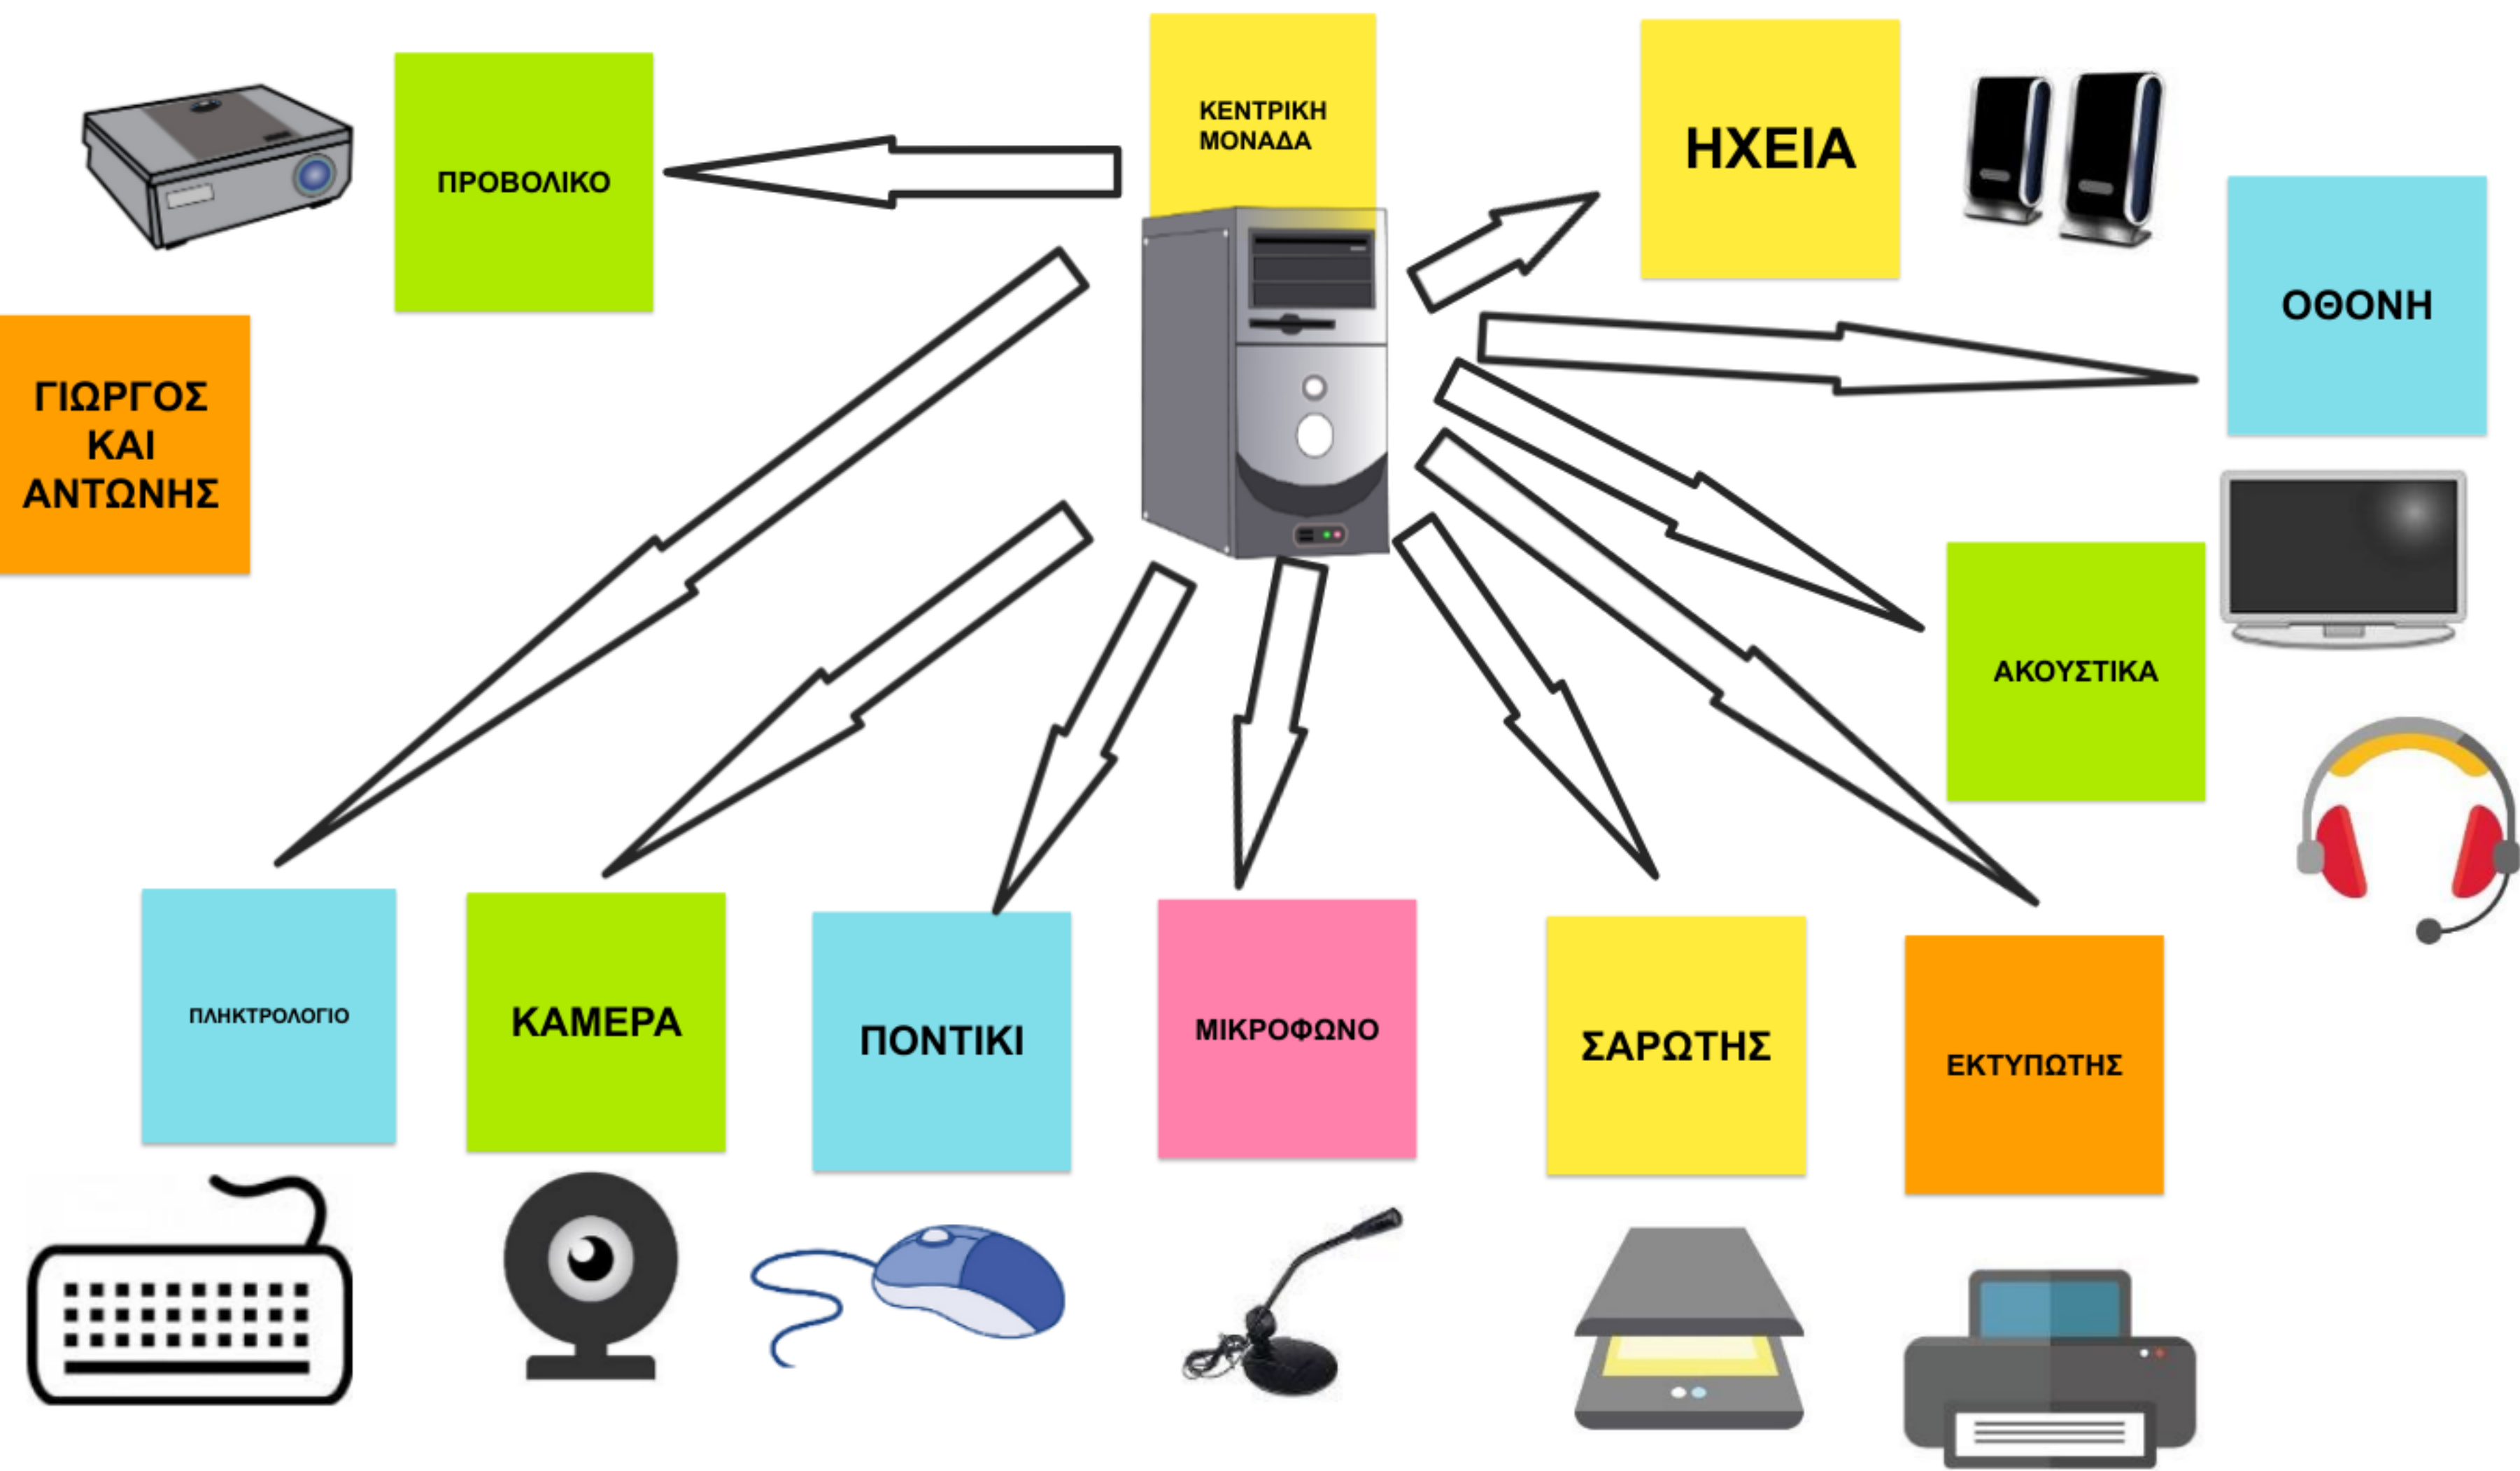 ΚΕΝΤΡΙΚΗ
ΜΟΝΑΔΑ
ΗΧΕΙΑ
ΠΡΟΒΟΛΙΚΟ
ΟΘΟΝΗ
ΓΙΩΡΓΟΣ
ΚΑΙ
ΑΝΤΩΝΗΣ
ΑΚΟΥΣΤΙΚΑ
ΠΛΗΚΤΡΟΛΟΓΙΟ
ΚΑΜΕΡΑ
ΠΟΝΤΙΚΙ
ΜΙΚΡΟΦΩΝΟ
ΣΑΡΩΤΗΣ
ΕΚΤΥΠΩΤΗΣ